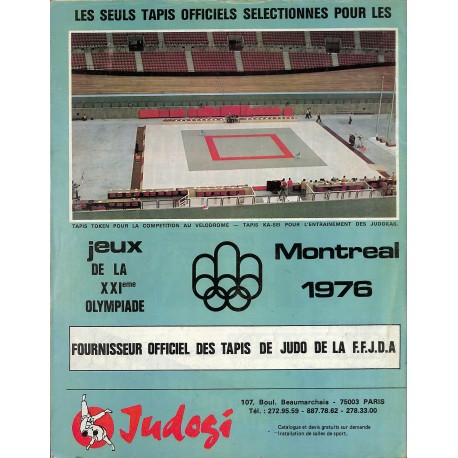 LES SEULS TAPIS OFFICIELS SELECTIONNES POUR LES
TAPIS TOKEN POUR LA COMPETITION AU VELODROME — TAPIS KA-SEI POUR L'ENTRAINEMENT DES JUDOKAS.
jeux
DE LA
XXIeme
OLYMPIADE
Montreal
1976
FOURNISSEUR OFFICIEL DES TAPIS DE JUDO DE LA F.F.J.D.A
Judogi
107, Boul. Beaumarchais - 75003 PARIS
Tél. : 272.95.59 - 887.78.62 - 278.33.00
Catalogue et devis gratuits sur demande
Installation de salles de sport.